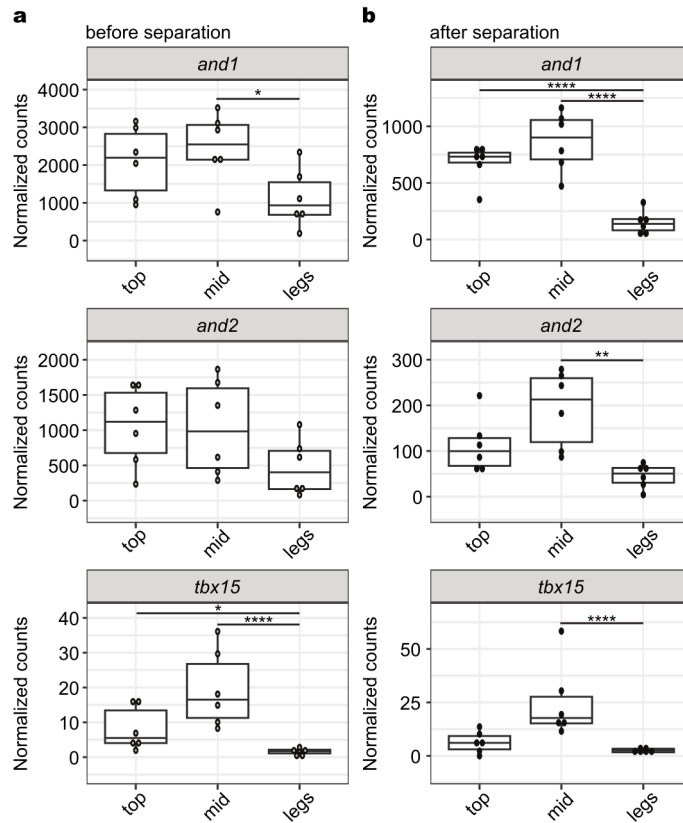 a
before separation
and1
Normalized counts
4000
3000
2000
1000
0
*
top
mid
legs
and2
Normalized counts
2000
1500
1000
500
0
top
mid
legs
tbx15
Normalized counts
40
30
20
10
0
*
****
top
mid
legs
b
after separation
and1
Normalized counts
1000
500
0
****
****
top
mid
legs
and2
Normalized counts
300
200
100
0
**
top
mid
legs
tbx15
Normalized counts
50
25
0
****
top
mid
legs